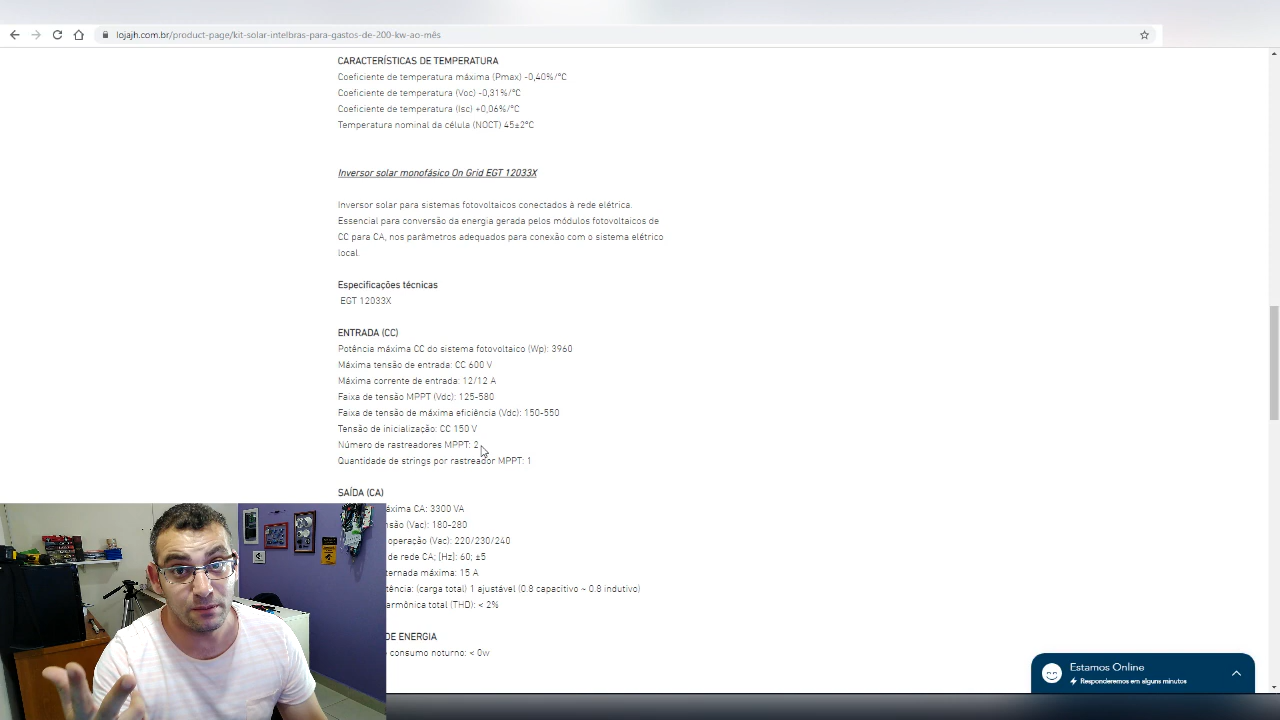 lojajh.com.br/product-page/kit-solar-intelbras-para-gastos-de-200-kw-ao-mês
CARACTERÍSTICAS DE TEMPERATURA
Coeficiente de temperatura máxima (Pmax) -0,40%/°C
Coeficiente de temperatura (Voc) -0,31%/°C
Coeficiente de temperatura (Isc) +0,06%/°C
Temperatura nominal da célula (NOCT) 45±2°C
Inversor solar monofásico On Grid EGT 12033X
Inversor solar para sistemas fotovoltaicos conectados à rede elétrica.
Essencial para conversão da energia gerada pelos módulos fotovoltaicos de
CC para CA, nos parâmetros adequados para conexão com o sistema elétrico
local.
Especificações técnicas
EGT 12033X
ENTRADA (CC)
Potência máxima CC do sistema fotovoltaico (Wp): 3960
Máxima tensão de entrada: CC 600 V
Máxima corrente de entrada: 12/12 A
Faixa de tensão MPPT (Vdc): 125-580
Faixa de tensão de máxima eficiência (Vdc): 150-550
Tensão de inicialização: CC 150 V
Número de rastreadores MPPT: 2
Quantidade de strings por rastreador MPPT: 1
SAÍDA (CA)
áxima CA: 3300 VA
nsão (Vac): 180-280
operação (Vac): 220/230/240
de rede CA; [Hz]: 60; ±5
ternada máxima: 15 A
tência: (carga total) 1 ajustável (0.8 capacitivo ~ 0.8 indutivo)
armônica total (THD): < 2%
DE ENERGIA
consumo noturno: < 0w
Estamos Online
Responderemos em alguns minutos